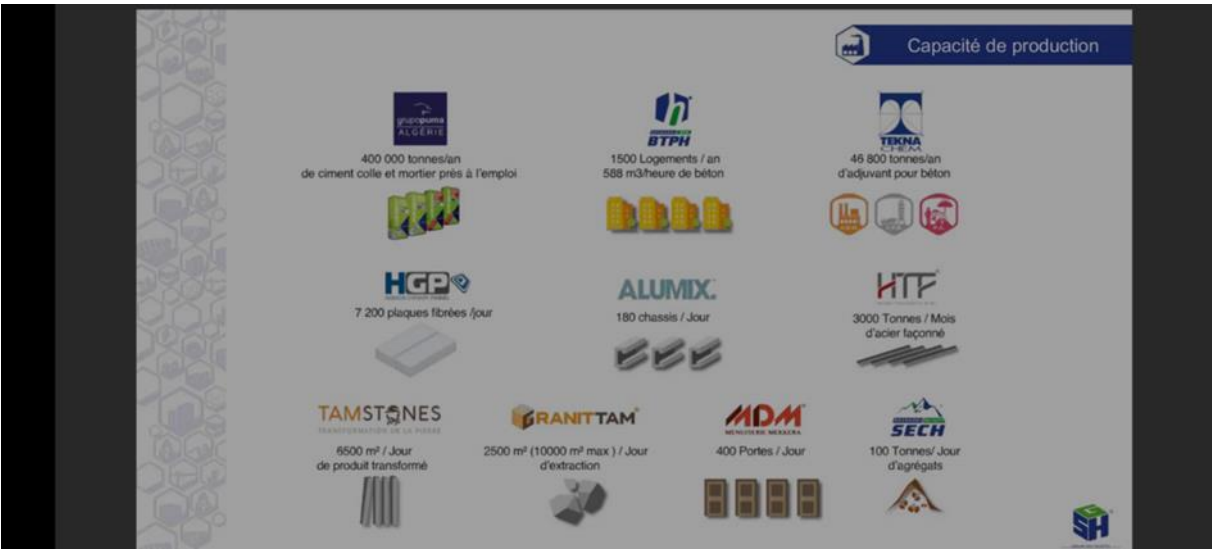 Capacité de production
grupopuma
ALGÉRIE
400 000 tonnes/an
de ciment colle et mortier près à l'emploi
BTPH
1500 Logements / an
588 m3/heure de béton
TEKNA
CHEM
46 800 tonnes/an
d'adjuvant pour béton
HGP
7 200 plaques fibrées /jour
ALUMIX
180 chassis / Jour
HTF
3000 Tonnes / Mois
d'acier façonné
TAMSTONES
TRANSFORMATION DE LA PIERRE
6500 m² / Jour
de produit transformé
GRANITTAM
2500 m² (10000 m² max ) / Jour
d'extraction
MDM
MENUISERIE MERKERA
400 Portes / Jour
SECH
100 Tonnes/ Jour
d'agrégats
GSH